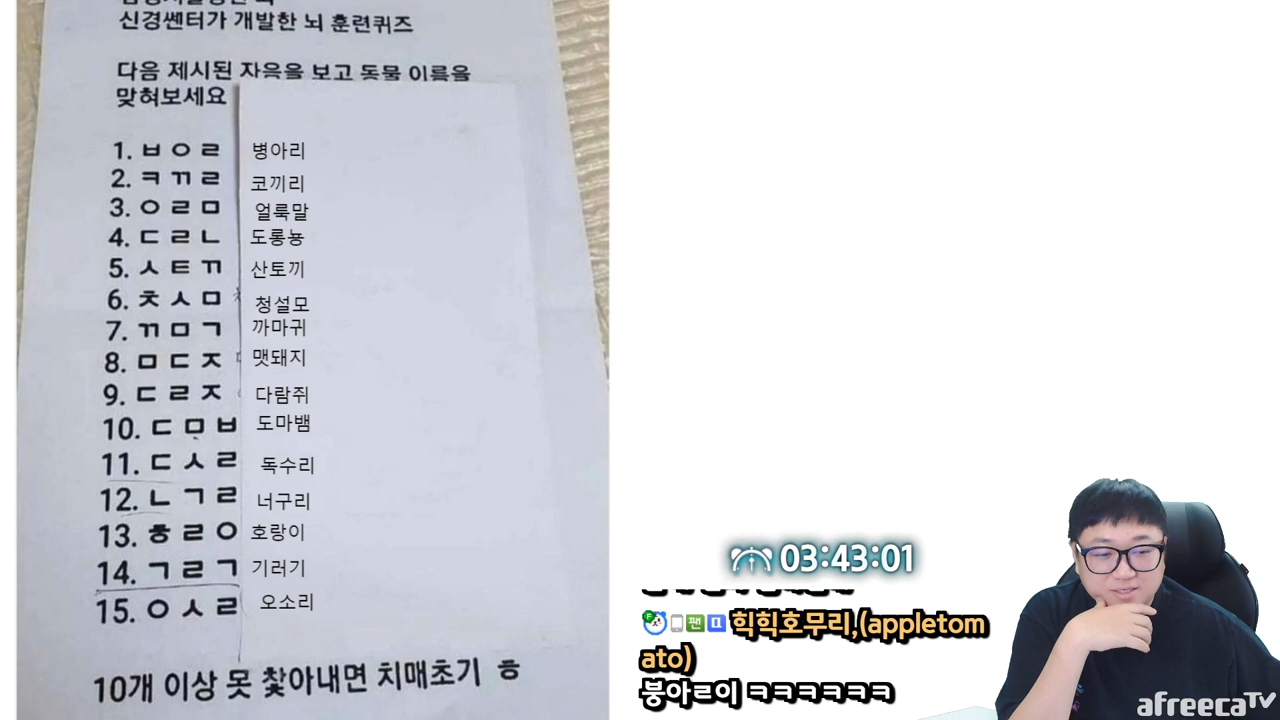 신경쎈터가 개발한 뇌 훈련퀴즈
다음 제시된 자음을 보고 동물 이름을
맞혀보세요
1. ㅂㅇㄹ 병아리
2. ㅋㄲㄹ 코끼리
3. ㅇㄹㅁ 얼룩말
4. ㄷㄹㄴ 도롱뇽
5. ㅅㅌㄲ 산토끼
6. ㅊㅅㅁ 청설모
7. ㄲㅁㄱ 까마귀
8. ㅁㄷㅈ 맷돼지
9. ㄷㄹㅈ 다람쥐
10. ㄷㅁㅂ 도마뱀
11. ㄷㅅㄹ 독수리
12. ㄴㄱㄹ 너구리
13. ㅎㄹㅇ 호랑이
14. ㄱㄹㄱ 기러기
15. ㅇㅅㄹ 오소리
10개 이상 못 찿아내면 치매초기 ㅎ
03:43:01
팬 힉힉호무리,(appletom
ato)
붕아ㄹ이 ㅋㅋㅋㅋㅋㅋ
afreecaTV